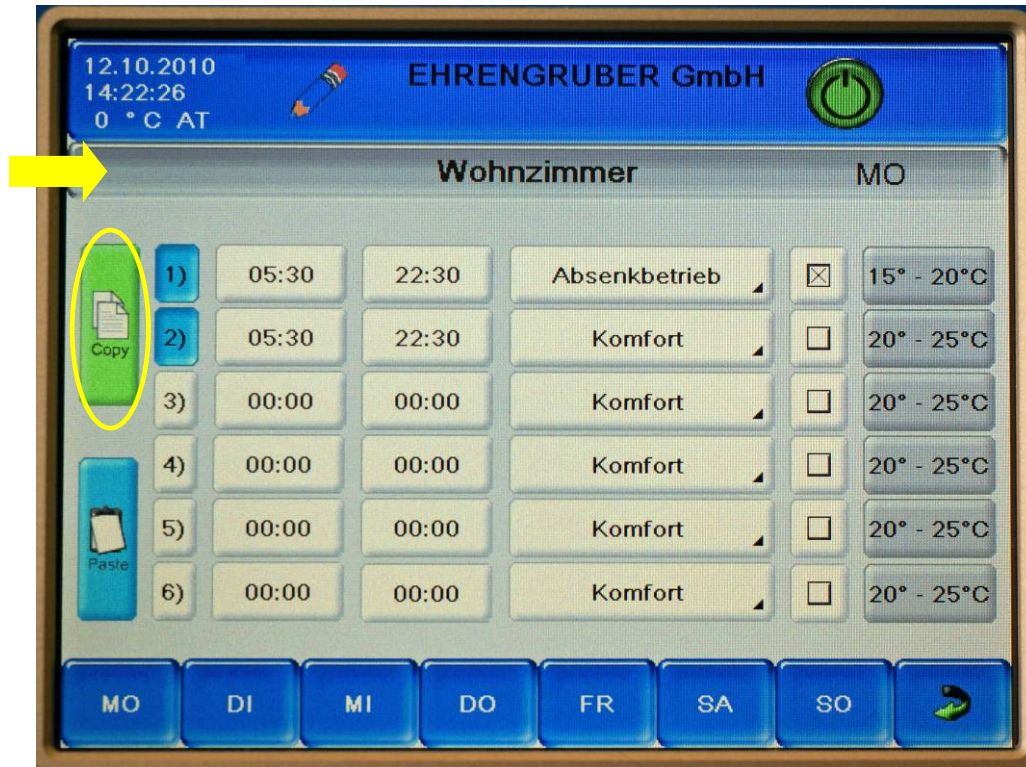 12.10.2010
14:22:26
0 °C AT
EHRENGRUBER GmbH
Wohnzimmer MO
Copy
1) 05:30 22:30 Absenkbetrieb 15° - 20°C
2) 05:30 22:30 Komfort 20° - 25°C
3) 00:00 00:00 Komfort 20° - 25°C
4) 00:00 00:00 Komfort 20° - 25°C
5) 00:00 00:00 Komfort 20° - 25°C
Paste
6) 00:00 00:00 Komfort 20° - 25°C
MO DI MI DO FR SA SO